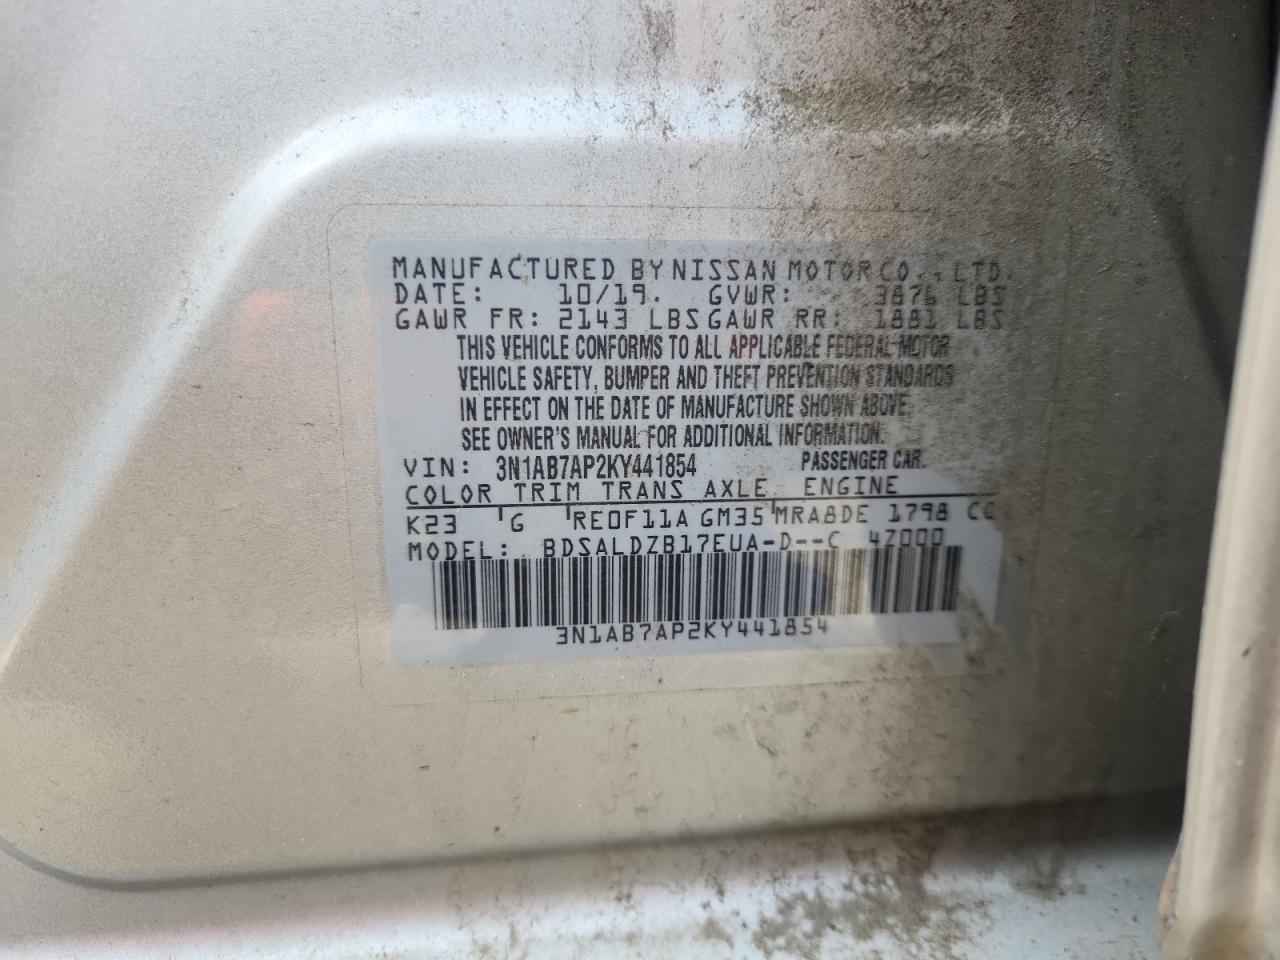 MANUFACTURED BY NISSAN MOTOR CO., LTD.
DATE: 10/19. GVWR: 3876 LBS
GAWR FR: 2143 LBS GAWR RR: 1881 LBS
THIS VEHICLE CONFORMS TO ALL APPLICABLE FEDERAL MOTOR
VEHICLE SAFETY, BUMPER AND THEFT PREVENTION STANDARDS
IN EFFECT ON THE DATE OF MANUFACTURE SHOWN ABOVE.
SEE OWNER'S MANUAL FOR ADDITIONAL INFORMATION.
VIN: 3N1AB7AP2KY441854 PASSENGER CAR.
COLOR TRIM TRANS AXLE ENGINE
K23 G RE0F11A GM35 MRA8DE 1798 CC
MODEL: BDSALDZB17EUA-D--C 4Z000
3N1AB7AP2KY441854